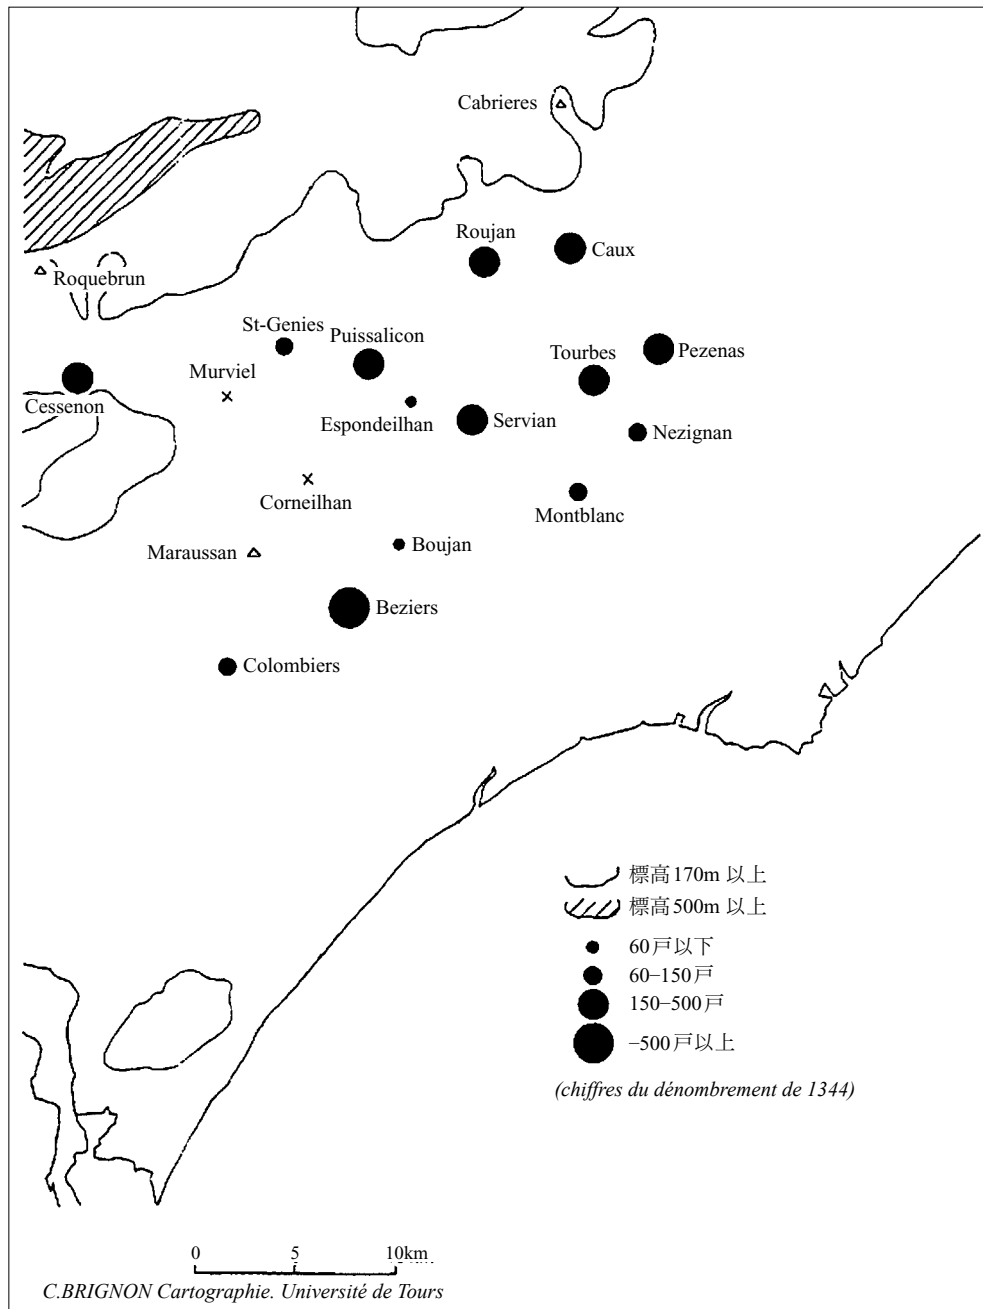 Cabrieres
Roujan
Caux
Roquebrun
St-Genies
Puissalicon
Murviel
Tourbes
Pezenas
Cessenon
Espondeilhan
Servian
Nezignan
Corneilhan
Montblanc
Maraussan
Boujan
Beziers
Colombiers
標高170m 以上
標高500m 以上
60戸以下
60–150戸
150–500戸
–500戸以上
(chiffres du dénombrement de 1344)
0 5 10km
C.BRIGNON Cartographie. Université de Tours